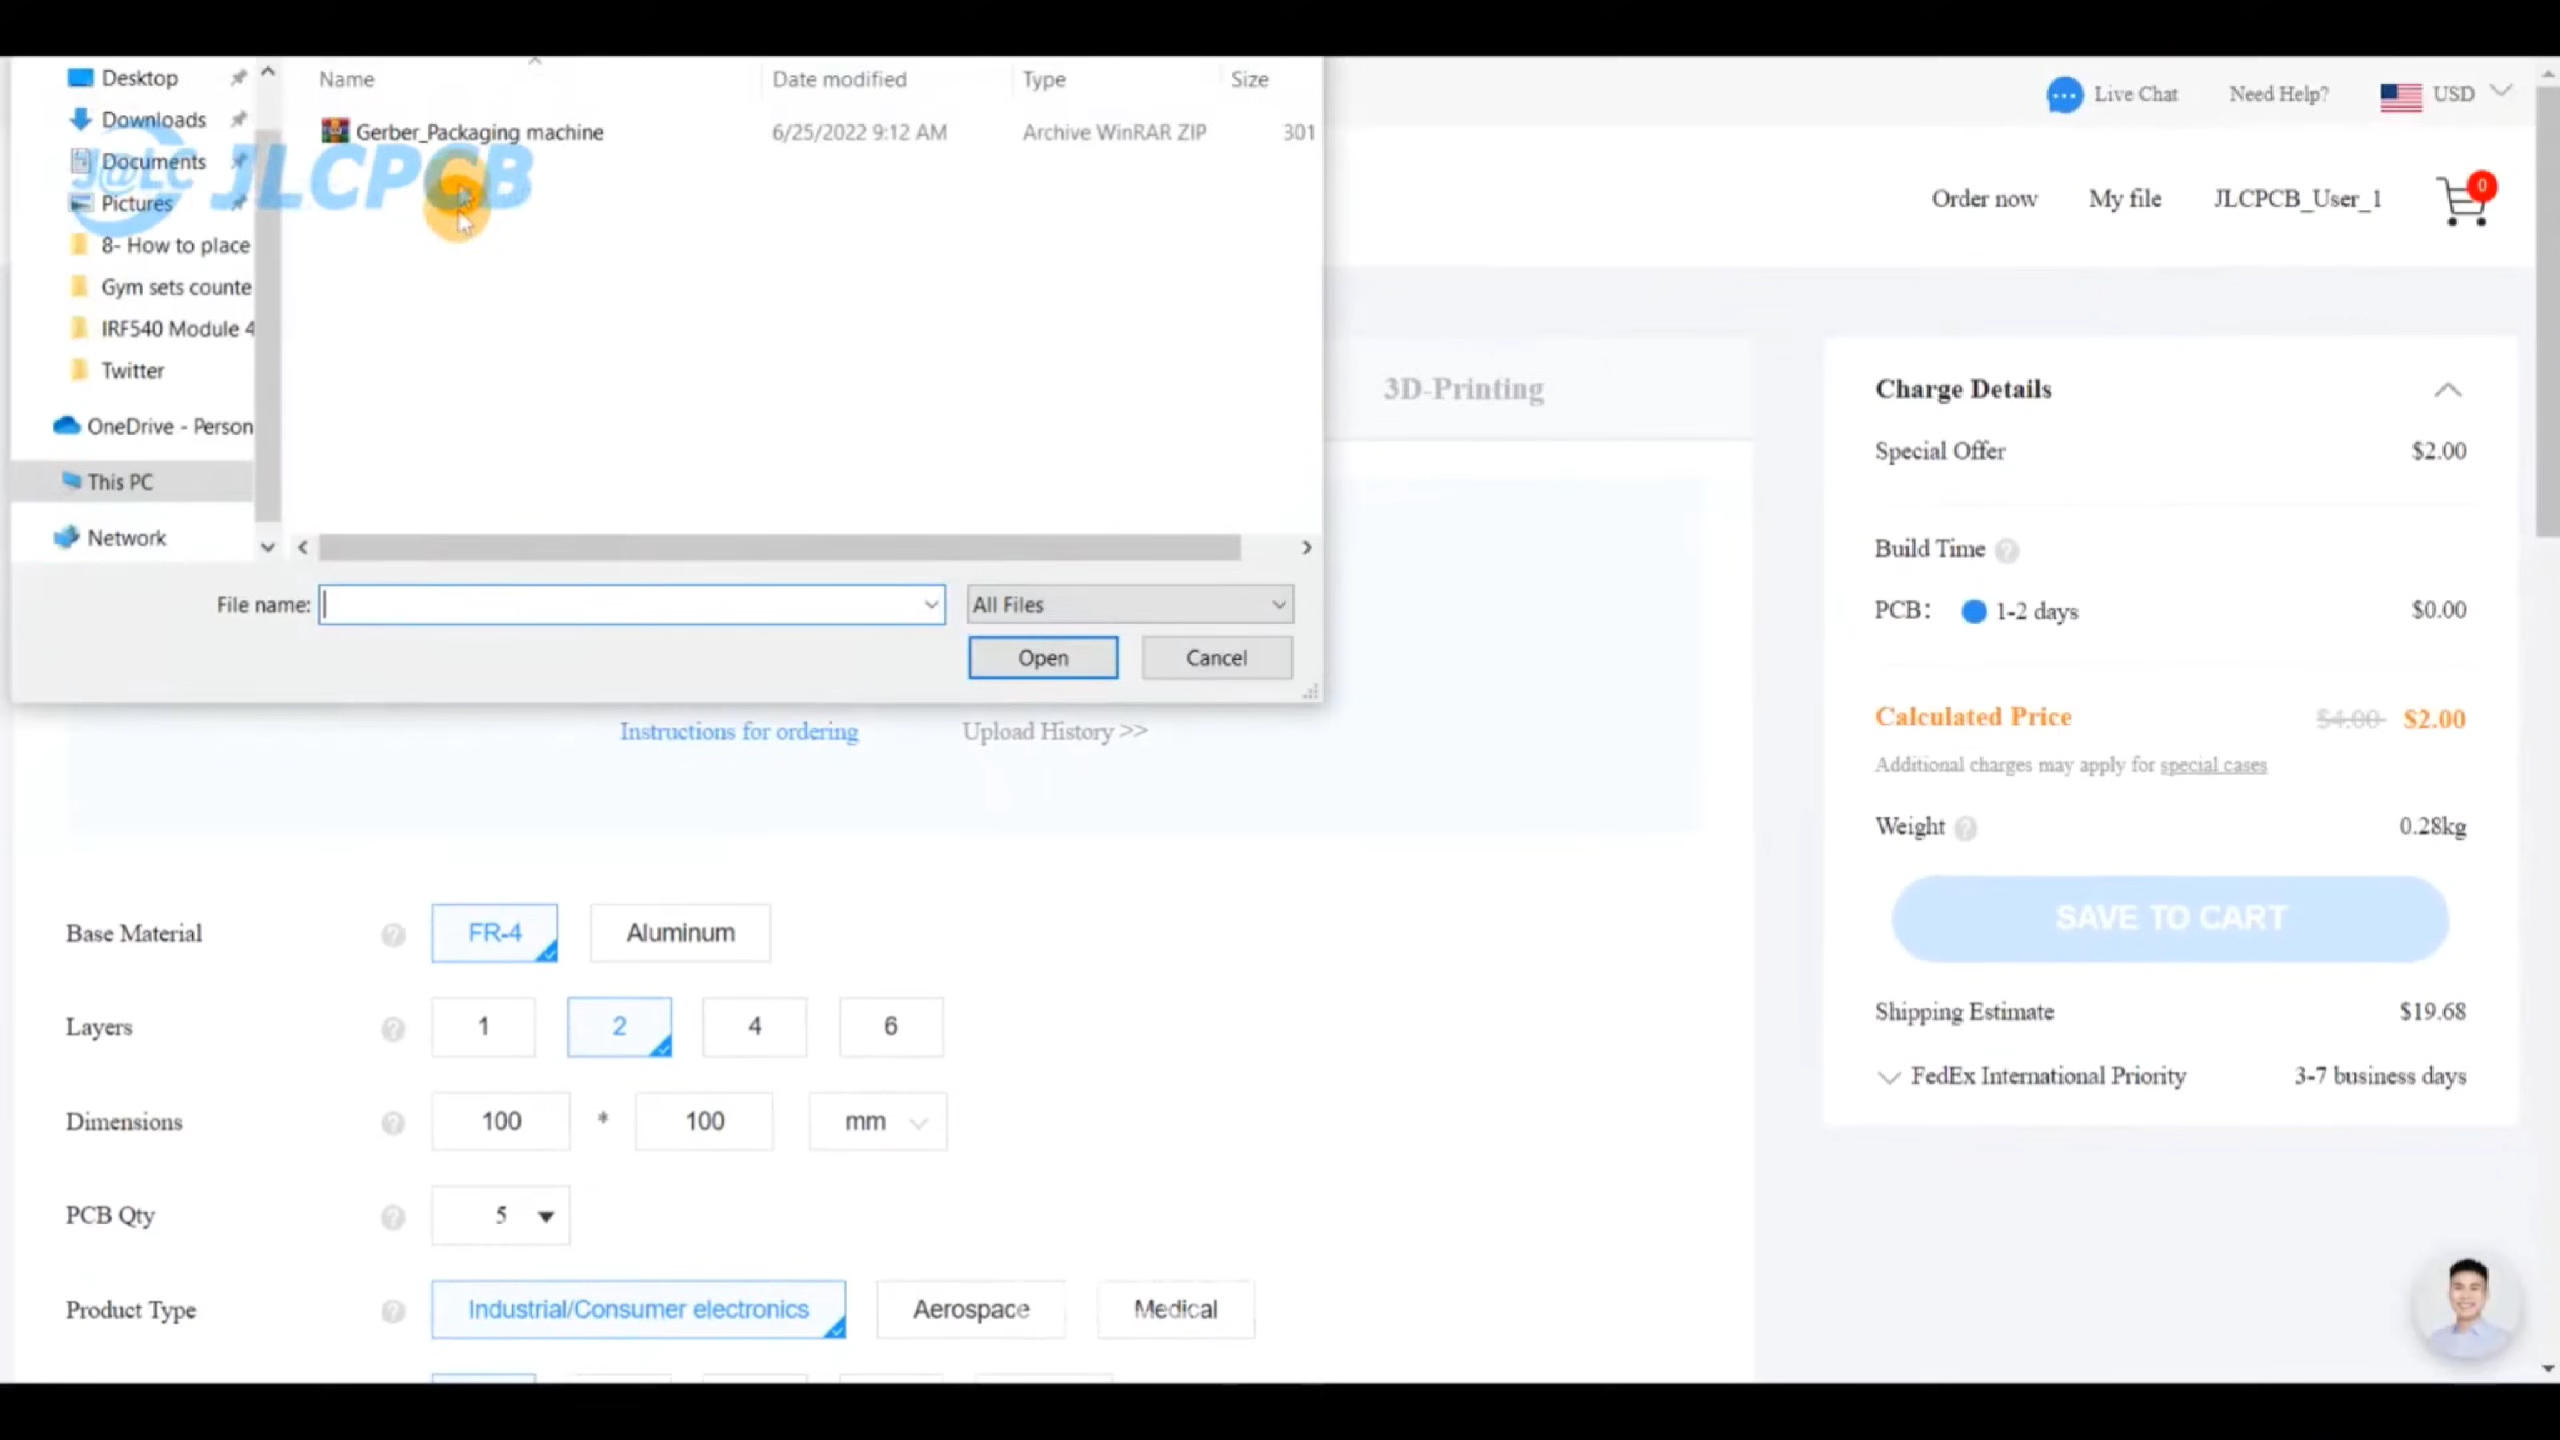 Desktop
Name Date modified Type Size
Downloads
Gerber_Packaging machine 6/25/2022 9:12 AM Archive WinRAR ZIP 301
Documents
J@LC JLCPCB
Pictures
8- How to place
Gym sets counte
IRF540 Module 4
Twitter
OneDrive - Person
This PC
Network
File name:
All Files
Open Cancel
Live Chat Need Help? USD
Order now My file JLCPCB_User_1 0
3D-Printing
Instructions for ordering Upload History >>
Base Material ? FR-4 Aluminum
Layers ? 1 2 4 6
Dimensions ? 100 * 100 mm
PCB Qty ? 5
Product Type ? Industrial/Consumer electronics Aerospace Medical
Charge Details
Special Offer $2.00
Build Time ?
PCB: 1-2 days $0.00
Calculated Price $4.00 $2.00
Additional charges may apply for special cases
Weight ? 0.28kg
SAVE TO CART
Shipping Estimate $19.68
FedEx International Priority 3-7 business days